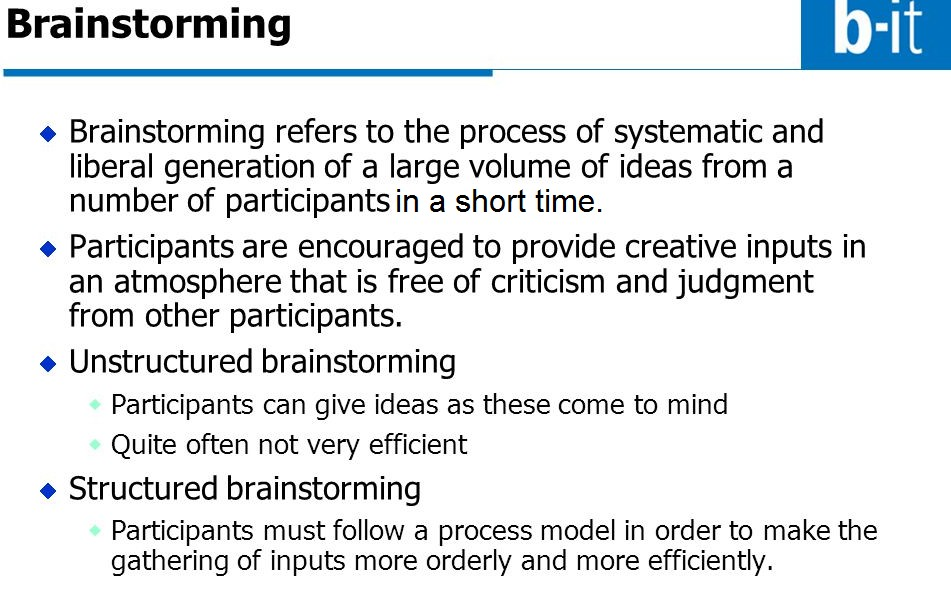 Brainstorming
b-it
Brainstorming refers to the process of systematic and
liberal generation of a large volume of ideas from a
number of participants in a short time.
Participants are encouraged to provide creative inputs in
an atmosphere that is free of criticism and judgment
from other participants.
Unstructured brainstorming
Participants can give ideas as these come to mind
Quite often not very efficient
Structured brainstorming
Participants must follow a process model in order to make the
gathering of inputs more orderly and more efficiently.